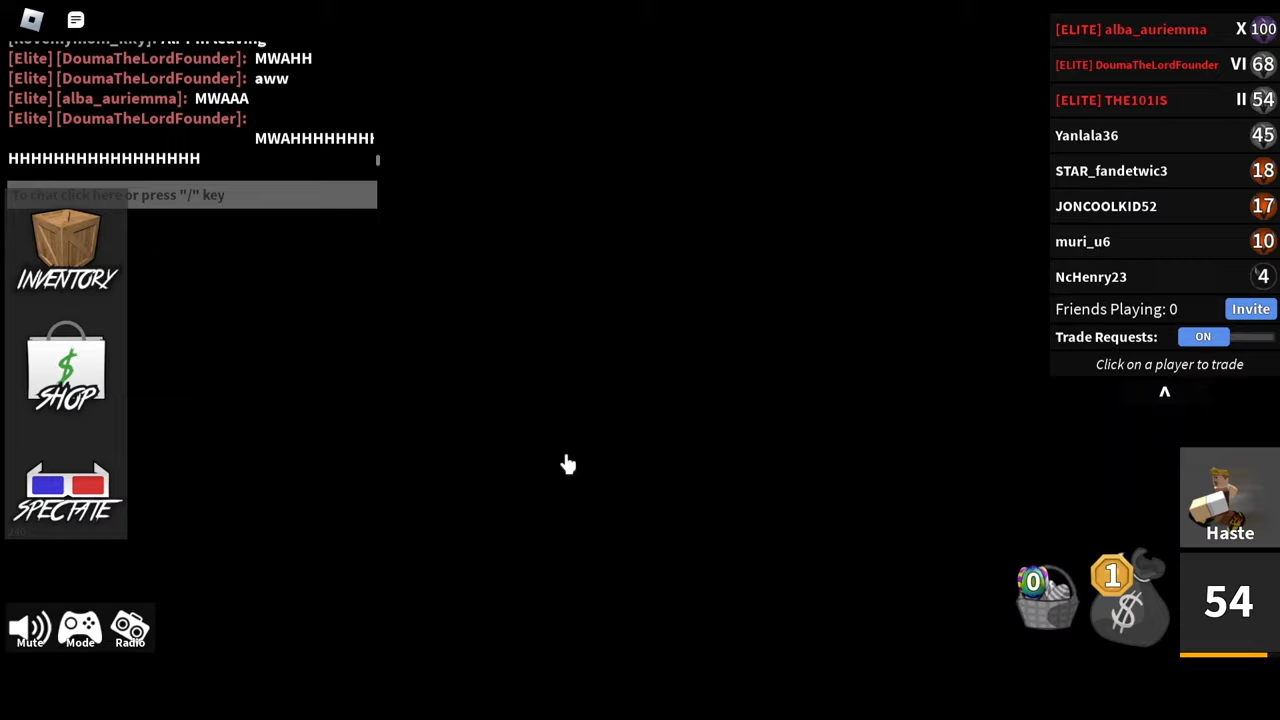 [Elite] [DoumaTheLordFounder]: MWAHH
[Elite] [DoumaTheLordFounder]: aww
[Elite] [alba_auriemma]: MWAAA
[Elite] [DoumaTheLordFounder]:
MWAHHHHHHHHH
HHHHHHHHHHHHHHHHH
To chat click here or press "/" key
INVENTORY
$
SHOP
SPECTATE
240
Mute
Mode
Radio
[ELITE] alba_auriemma X 100
[ELITE] DoumaTheLordFounder VI 68
[ELITE] THE101IS II 54
Yanlala36 45
STAR_fandetwic3 18
JONCOOLKID52 17
muri_u6 10
NcHenry23 4
Friends Playing: 0 Invite
Trade Requests: ON
Click on a player to trade
^
Haste
0
1
$
54